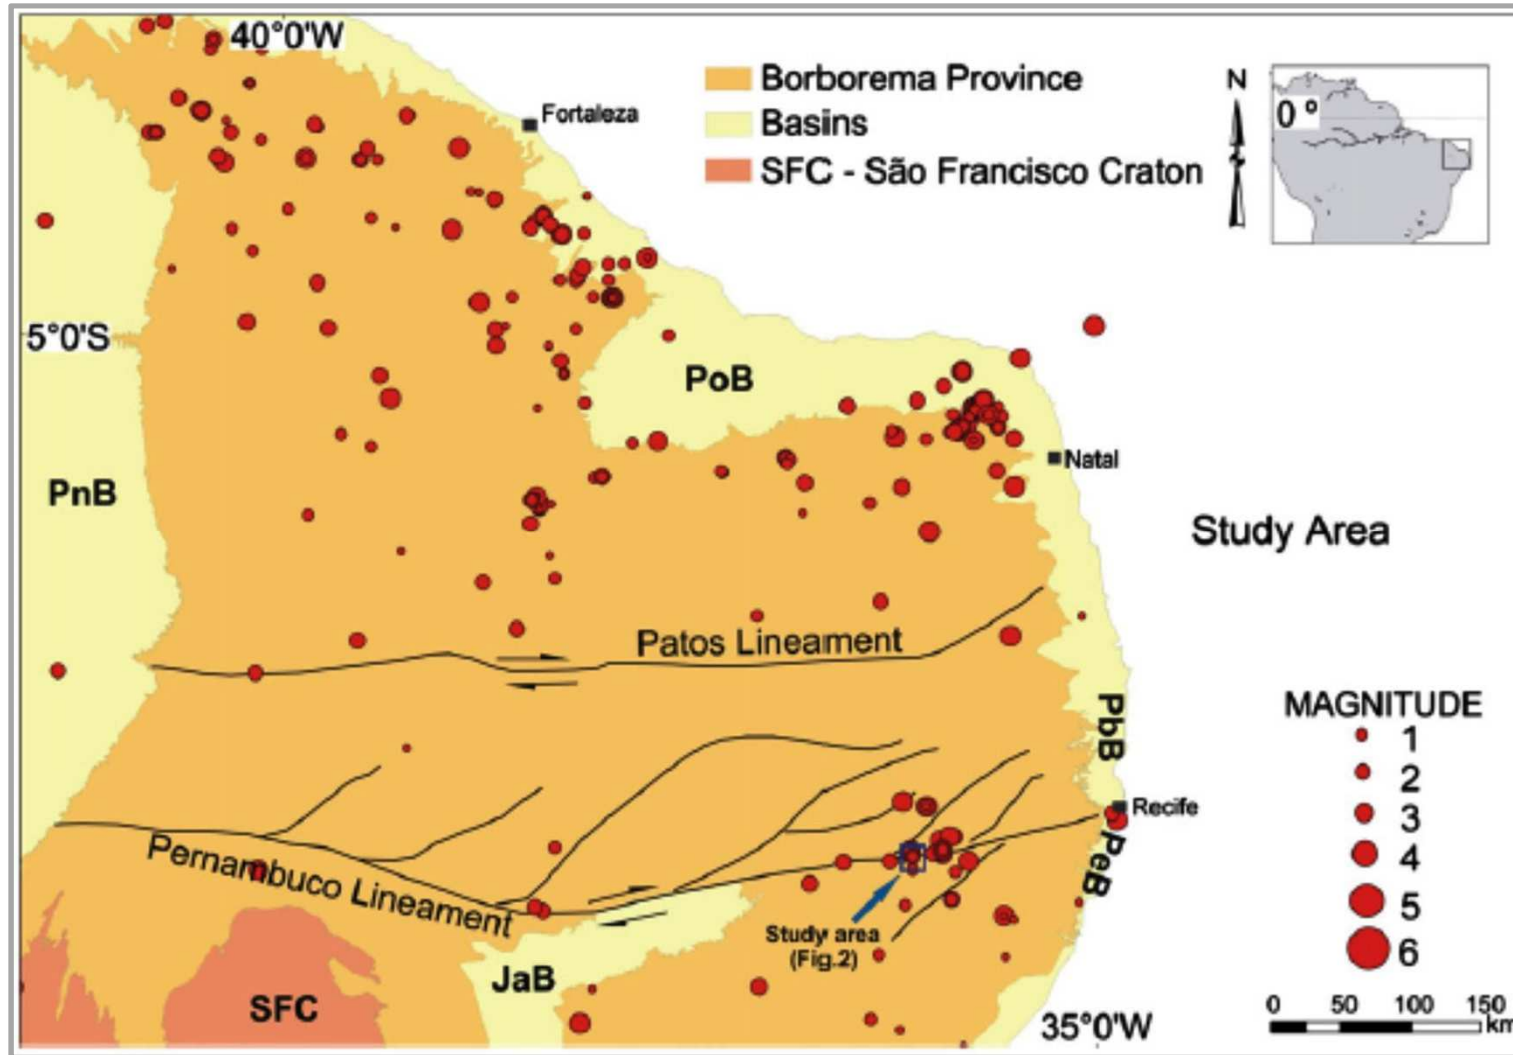 40°0'W
Fortaleza
Borborema Province
Basins
SFC - São Francisco Craton
N
0 °
5°0'S
PoB
PnB
Natal
Study Area
Patos Lineament
PbB
Recife
PeB
Pernambuco Lineament
Study area
(Fig.2)
JaB
SFC
35°0'W
MAGNITUDE
1
2
3
4
5
6
0 50 100 150
km